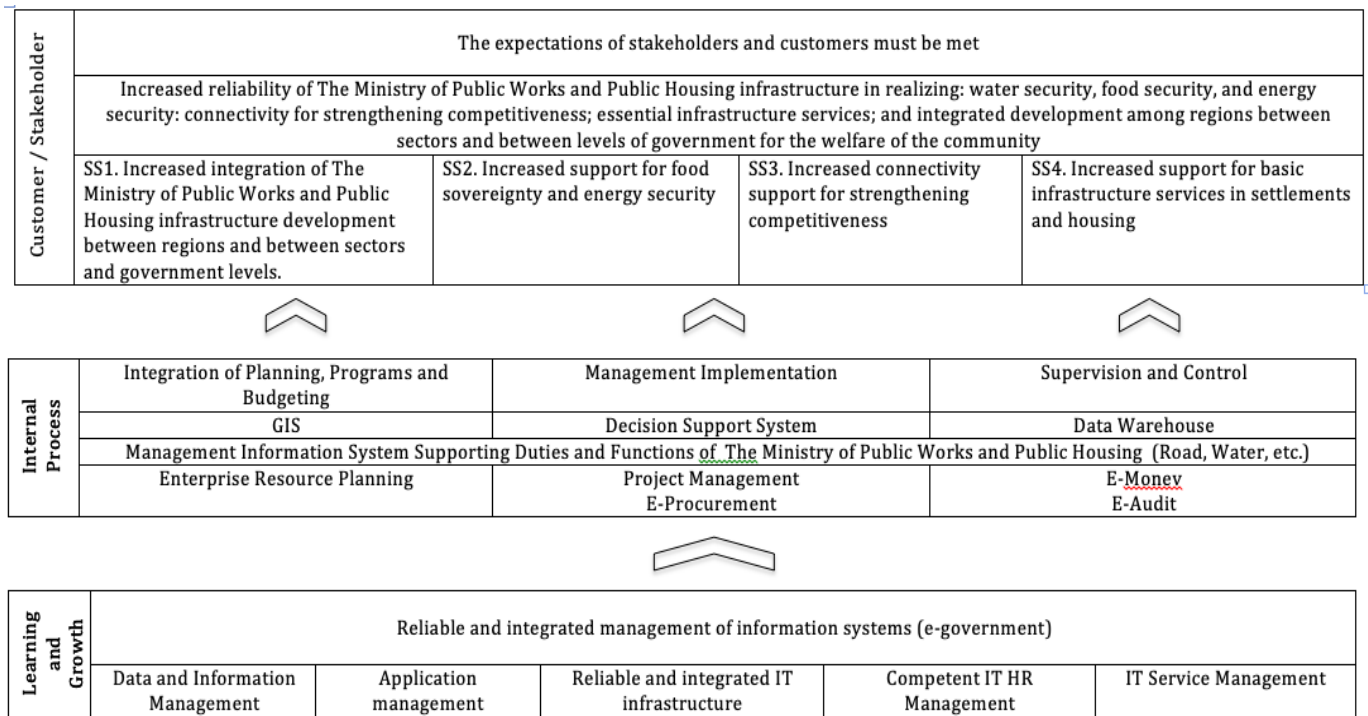 Customer / Stakeholder
The expectations of stakeholders and customers must be met
Increased reliability of The Ministry of Public Works and Public Housing infrastructure in realizing: water security, food security, and energy
security: connectivity for strengthening competitiveness; essential infrastructure services; and integrated development among regions between
sectors and between levels of government for the welfare of the community
SS1. Increased integration of The
Ministry of Public Works and Public
Housing infrastructure development
between regions and between sectors
and government levels.
SS2. Increased support for food
sovereignty and energy security
SS3. Increased connectivity
support for strengthening
competitiveness
SS4. Increased support for basic
infrastructure services in settlements
and housing
Internal
Process
Integration of Planning, Programs and
Budgeting
Management Implementation
Supervision and Control
GIS
Decision Support System
Data Warehouse
Management Information System Supporting Duties and Functions of The Ministry of Public Works and Public Housing (Road, Water, etc.)
Enterprise Resource Planning
Project Management
E-Procurement
E-Monev
E-Audit
Learning
and
Growth
Reliable and integrated management of information systems (e-government)
Data and Information
Management
Application
management
Reliable and integrated IT
infrastructure
Competent IT HR
Management
IT Service Management